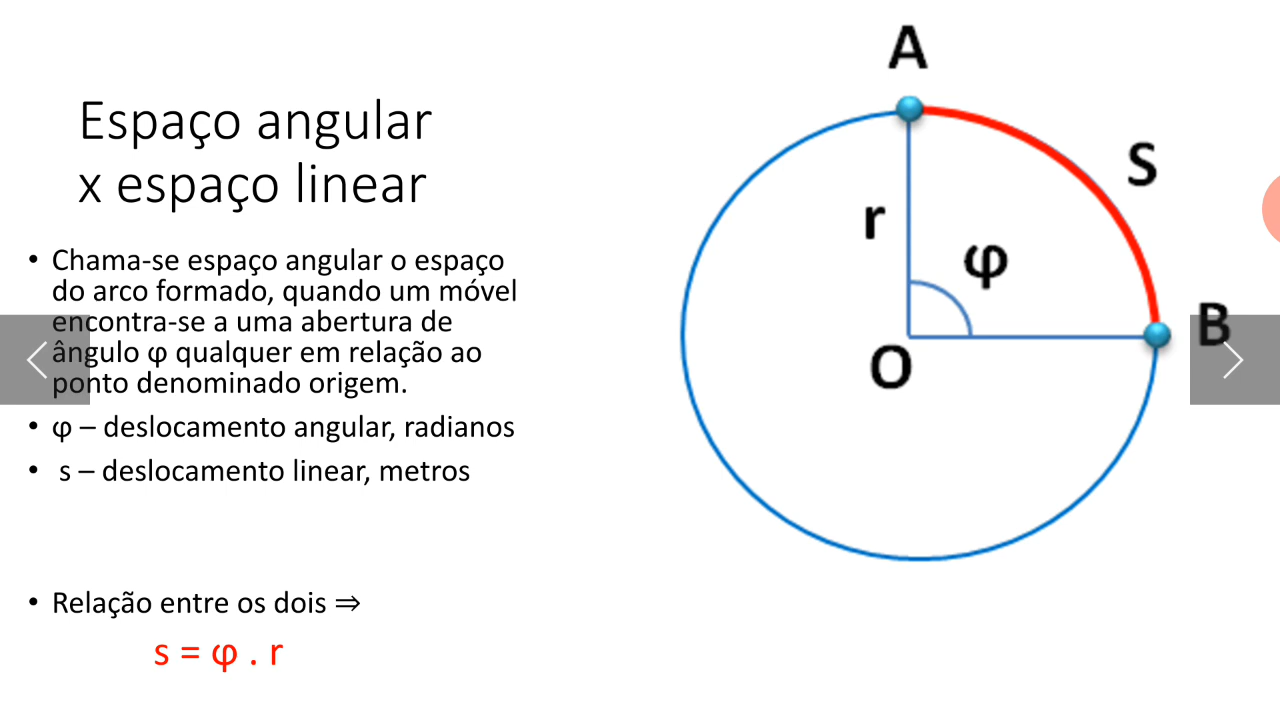 Espaço angular
x espaço linear
• Chama-se espaço angular o espaço
do arco formado, quando um móvel
encontra-se a uma abertura de
ângulo φ qualquer em relação ao
ponto denominado origem.
• φ – deslocamento angular, radianos
• s – deslocamento linear, metros
• Relação entre os dois ⇒
s = φ . r
A
S
r
φ
B
O